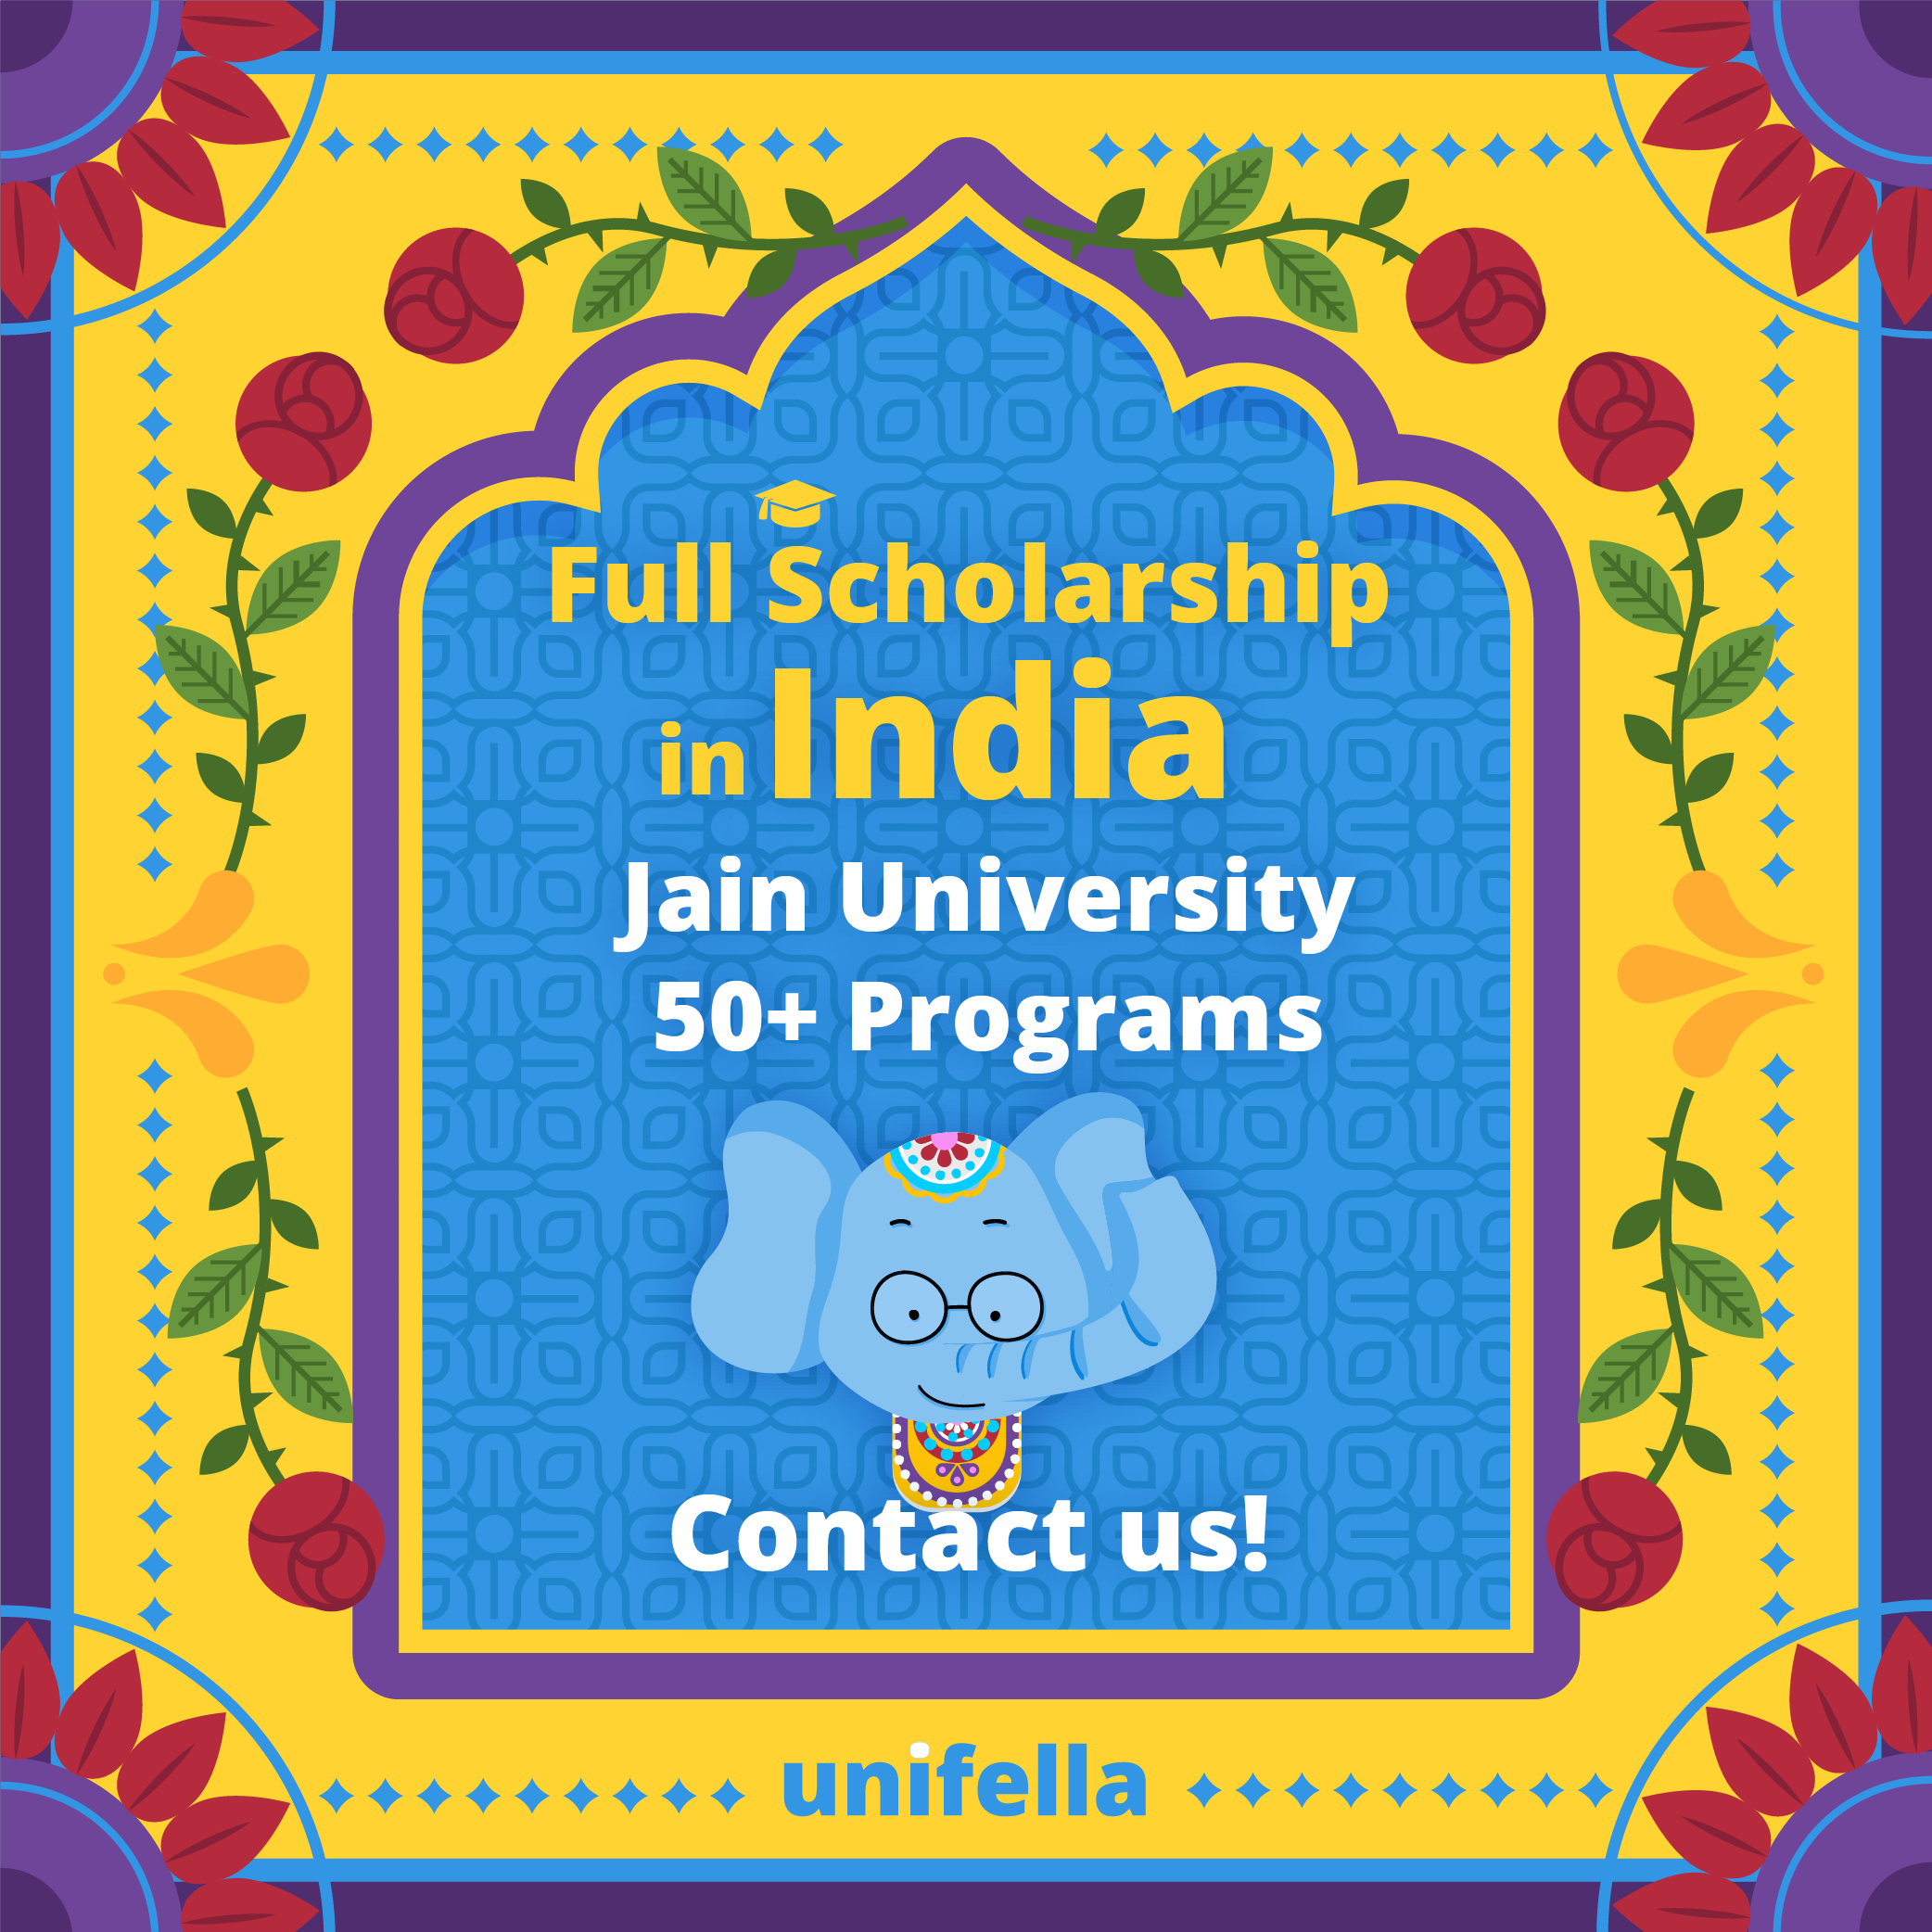 Full Scholarship
in India
Jain University
50+ Programs
Contact us!
unifella